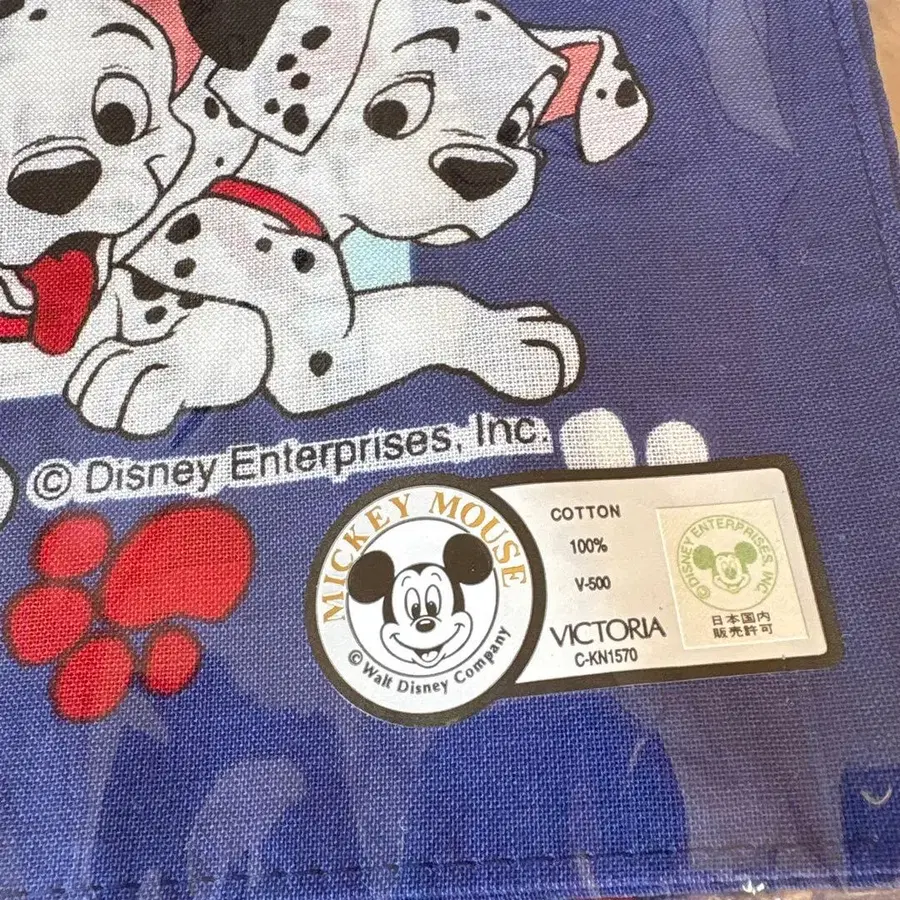 © Disney Enterprises, Inc.
MICKEY MOUSE
© Walt Disney Company
COTTON
100%
V-500
VICTORIA
C-KN1570
© DISNEY ENTERPRISES, INC.
日本国内
販売許可